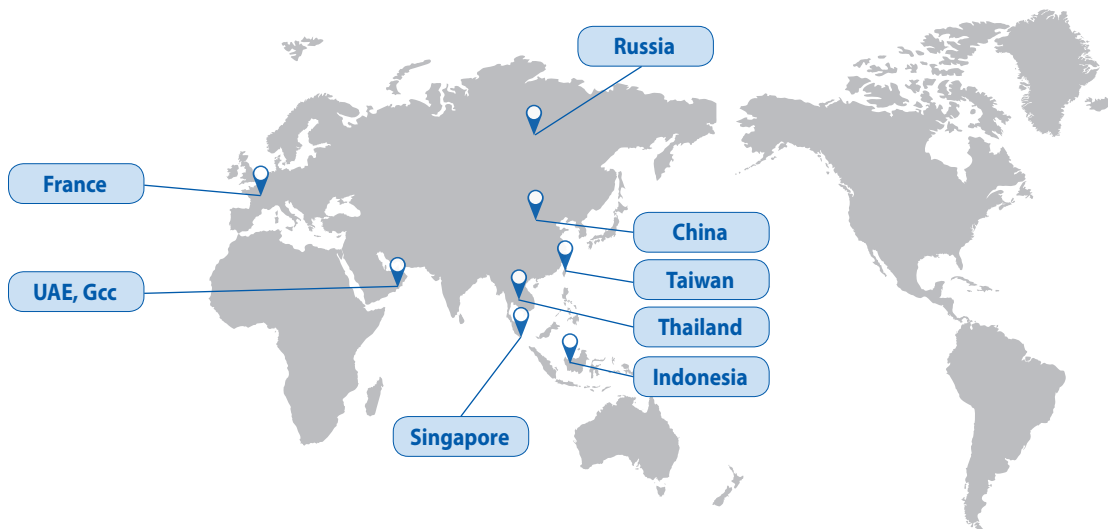 Russia
France
China
UAE, Gcc
Taiwan
Thailand
Indonesia
Singapore